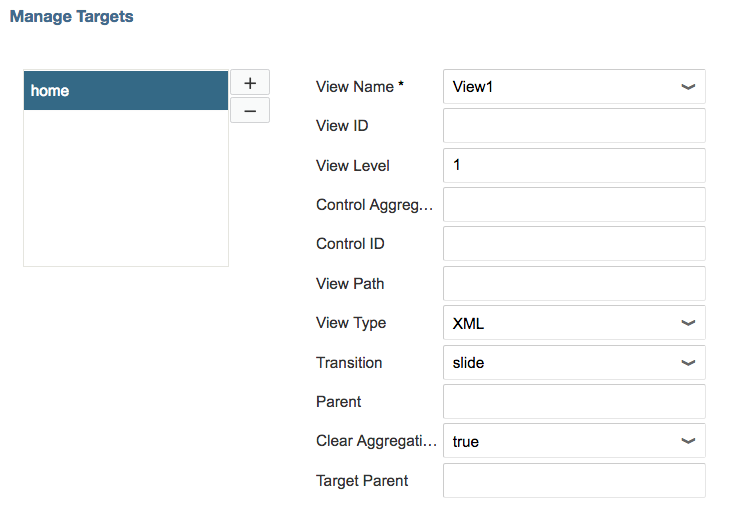 Manage Targets
home
+
−
View Name *
View1
View ID
View Level
1
Control Aggreg...
Control ID
View Path
View Type
XML
Transition
slide
Parent
Clear Aggregati...
true
Target Parent